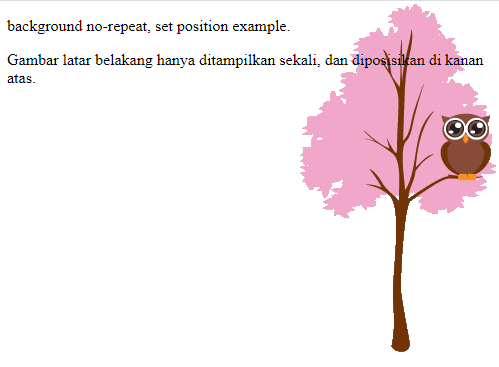 background no-repeat, set position example.
Gambar latar belakang hanya ditampilkan sekali, dan diposisikan di kanan
atas.